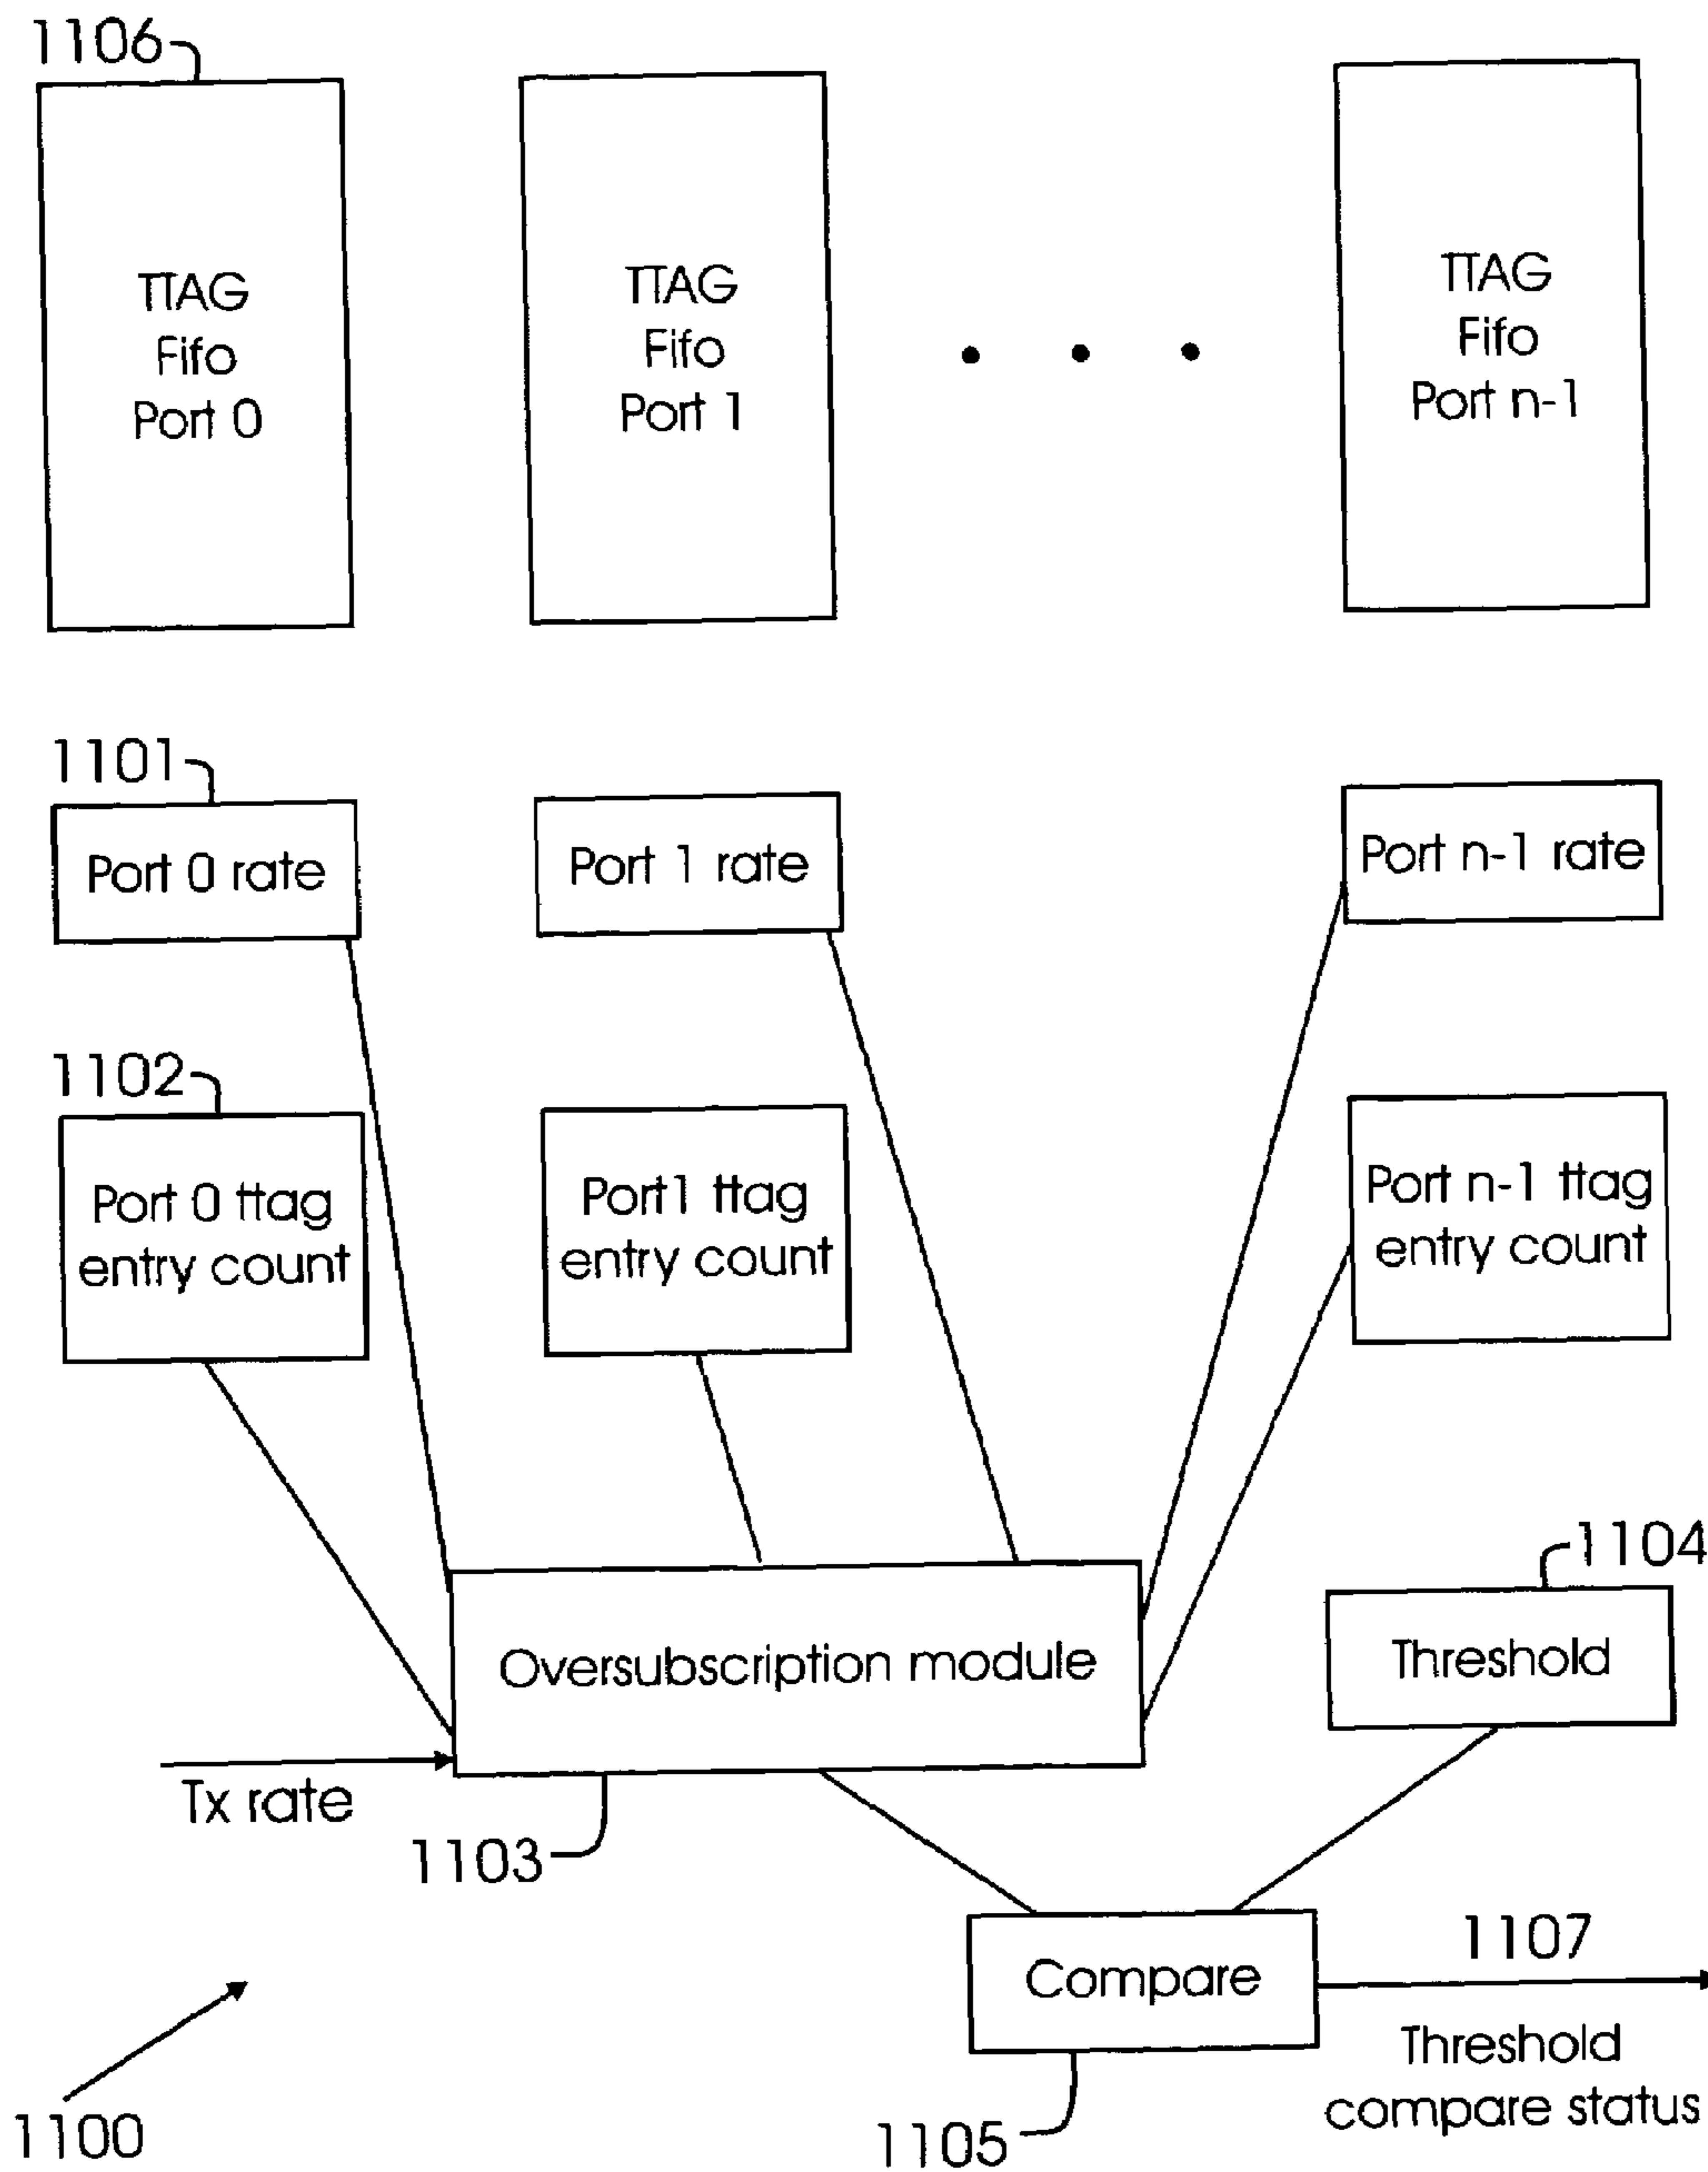 1106
TTAG
Fifo
Port 0
TTAG
Fifo
Port 1
TTAG
Fifo
Port n-1
1101
Port 0 rate
Port 1 rate
Port n-1 rate
1102
Port 0 ttag
entry count
Port1 ttag
entry count
Port n-1 ttag
entry count
1104
Oversubscription module
Threshold
Tx rate
1103
1107
Compare
Threshold
compare status
1100
1105